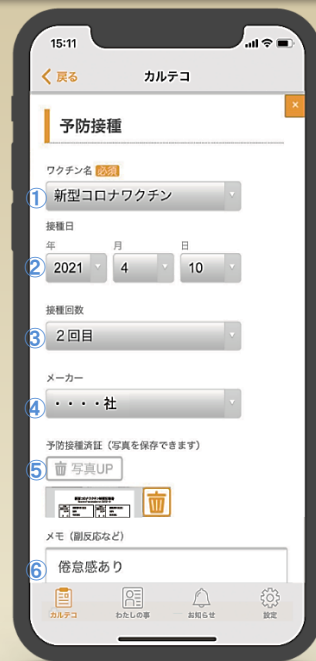 15:11
戻る
カルテコ
×
予防接種
ワクチン名 必須
① 新型コロナワクチン
接種日
年 月 日
② 2021 4 10
接種回数
③ 2回目
メーカー
④ ・・・・社
予防接種済証（写真を保存できます）
⑤ 写真UP
メモ（副反応など）
⑥ 倦怠感あり
カルテコ わたしの事 お知らせ 設定